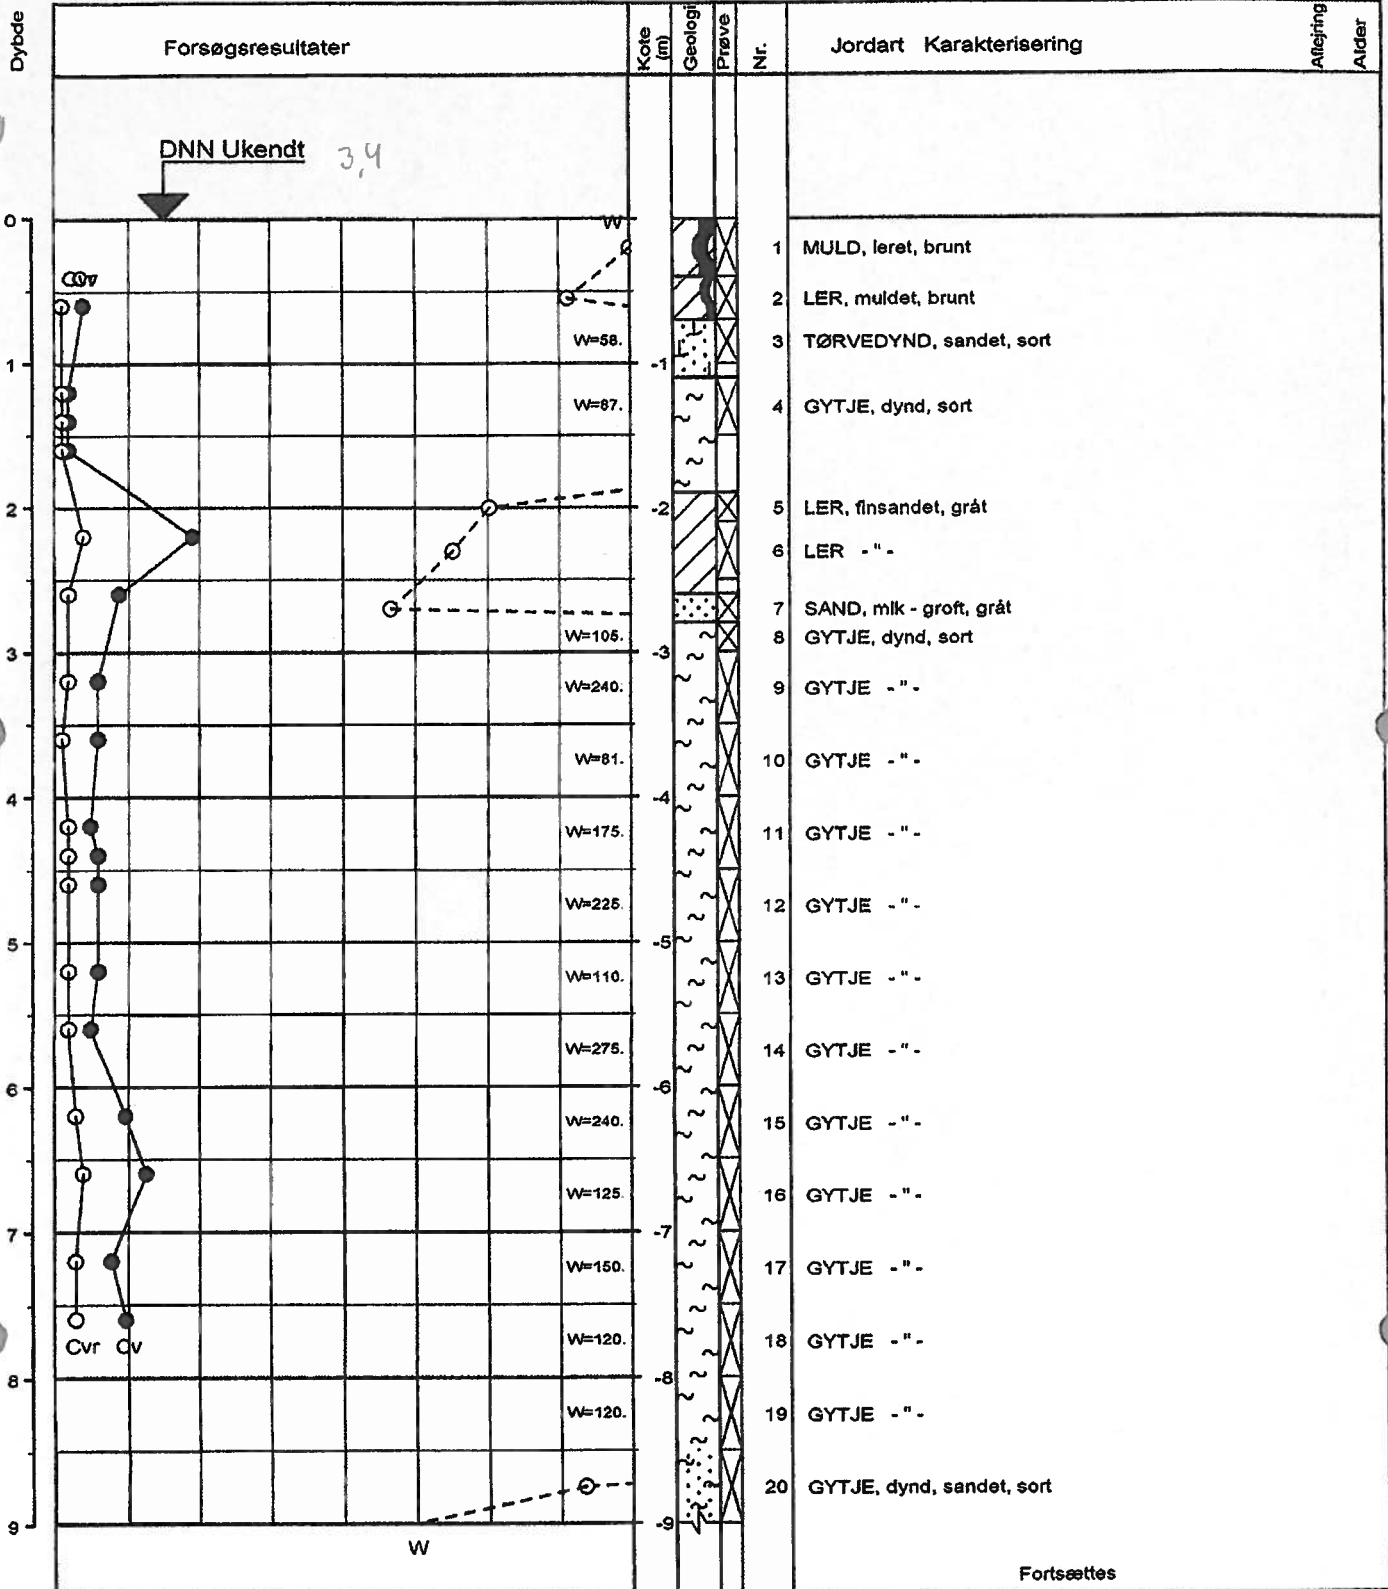 Dybde
Forsøgsresultater
Kote (m)
Geologi
Prøve
Nr.
Jordart Karakterisering
Aflejring
Alder
DNN Ukendt 3,4
0
W
1 MULD, leret, brunt
2 LER, muldet, brunt
W=58. 3 TØRVEDYND, sandet, sort
1 -1
W=87. 4 GYTJE, dynd, sort
2 -2 5 LER, finsandet, gråt
6 LER - " -
7 SAND, mlk - groft, gråt
W=105. 8 GYTJE, dynd, sort
3 -3
W=240. 9 GYTJE - " -
W=81. 10 GYTJE - " -
4 -4
W=175. 11 GYTJE - " -
W=225. 12 GYTJE - " -
5 -5
W=110. 13 GYTJE - " -
W=275. 14 GYTJE - " -
6 -6
W=240. 15 GYTJE - " -
W=125. 16 GYTJE - " -
7 -7
W=150. 17 GYTJE - " -
Cvr Cv W=120. 18 GYTJE - " -
8 -8
W=120. 19 GYTJE - " -
20 GYTJE, dynd, sandet, sort
9 -9
W
Fortsættes